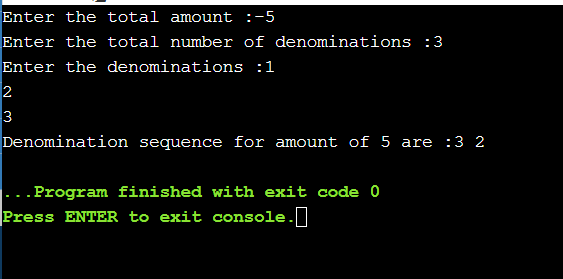 Enter the total amount :-5
Enter the total number of denominations :3
Enter the denominations :1
2
3
Denomination sequence for amount of 5 are :3 2
...Program finished with exit code 0
Press ENTER to exit console.